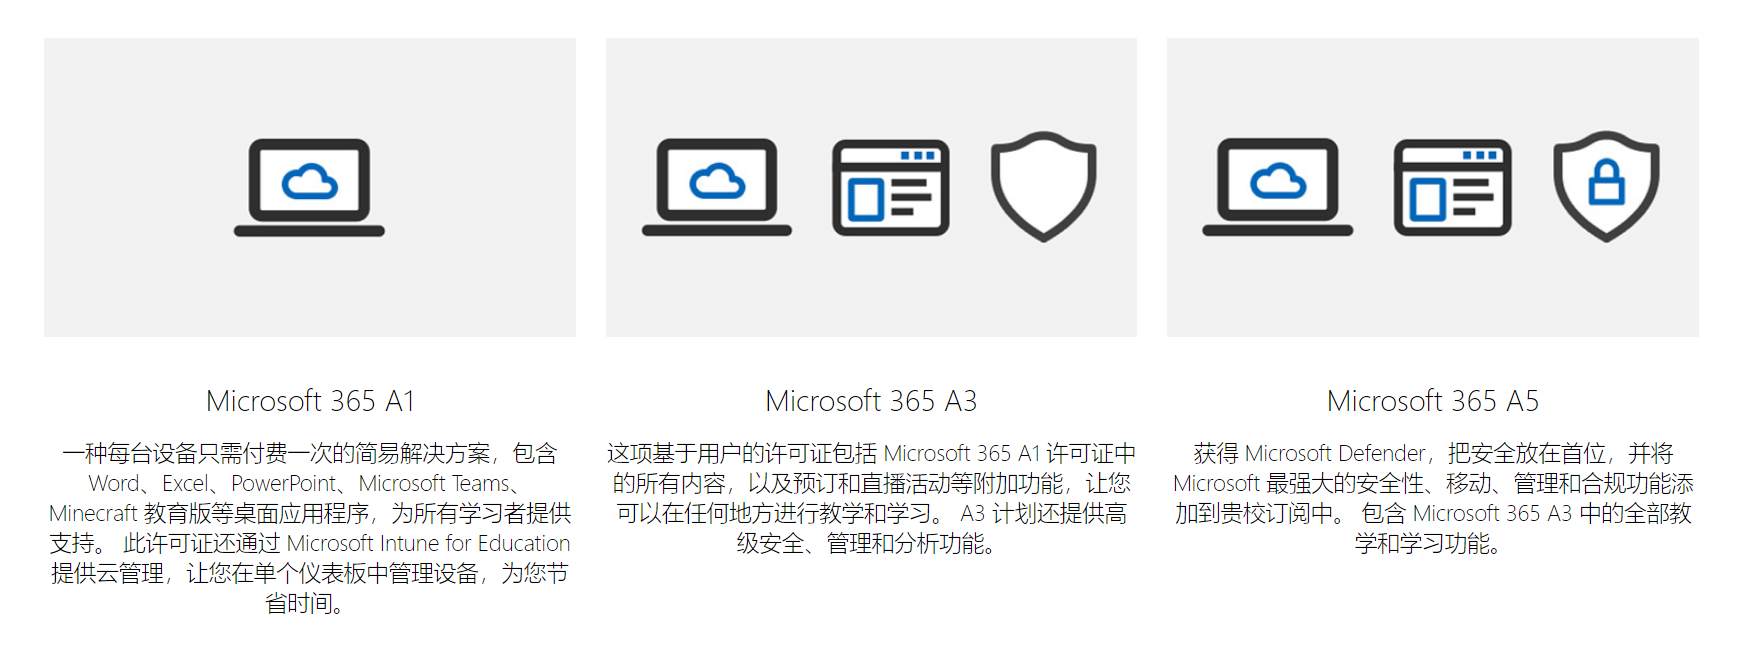 Microsoft 365 A1
一种每台设备只需付费一次的简易解决方案，包含
Word、Excel、PowerPoint、Microsoft Teams、
Minecraft 教育版等桌面应用程序，为所有学习者提供
支持。 此许可证还通过 Microsoft Intune for Education
提供云管理，让您在单个仪表板中管理设备，为您节
省时间。
Microsoft 365 A3
这项基于用户的许可证包括 Microsoft 365 A1 许可证中
的所有内容，以及预订和直播活动等附加功能，让您
可以在任何地方进行教学和学习。 A3 计划还提供高
级安全、管理和分析功能。
Microsoft 365 A5
获得 Microsoft Defender，把安全放在首位，并将
Microsoft 最强大的安全性、移动、管理和合规功能添
加到贵校订阅中。 包含 Microsoft 365 A3 中的全部教
学和学习功能。